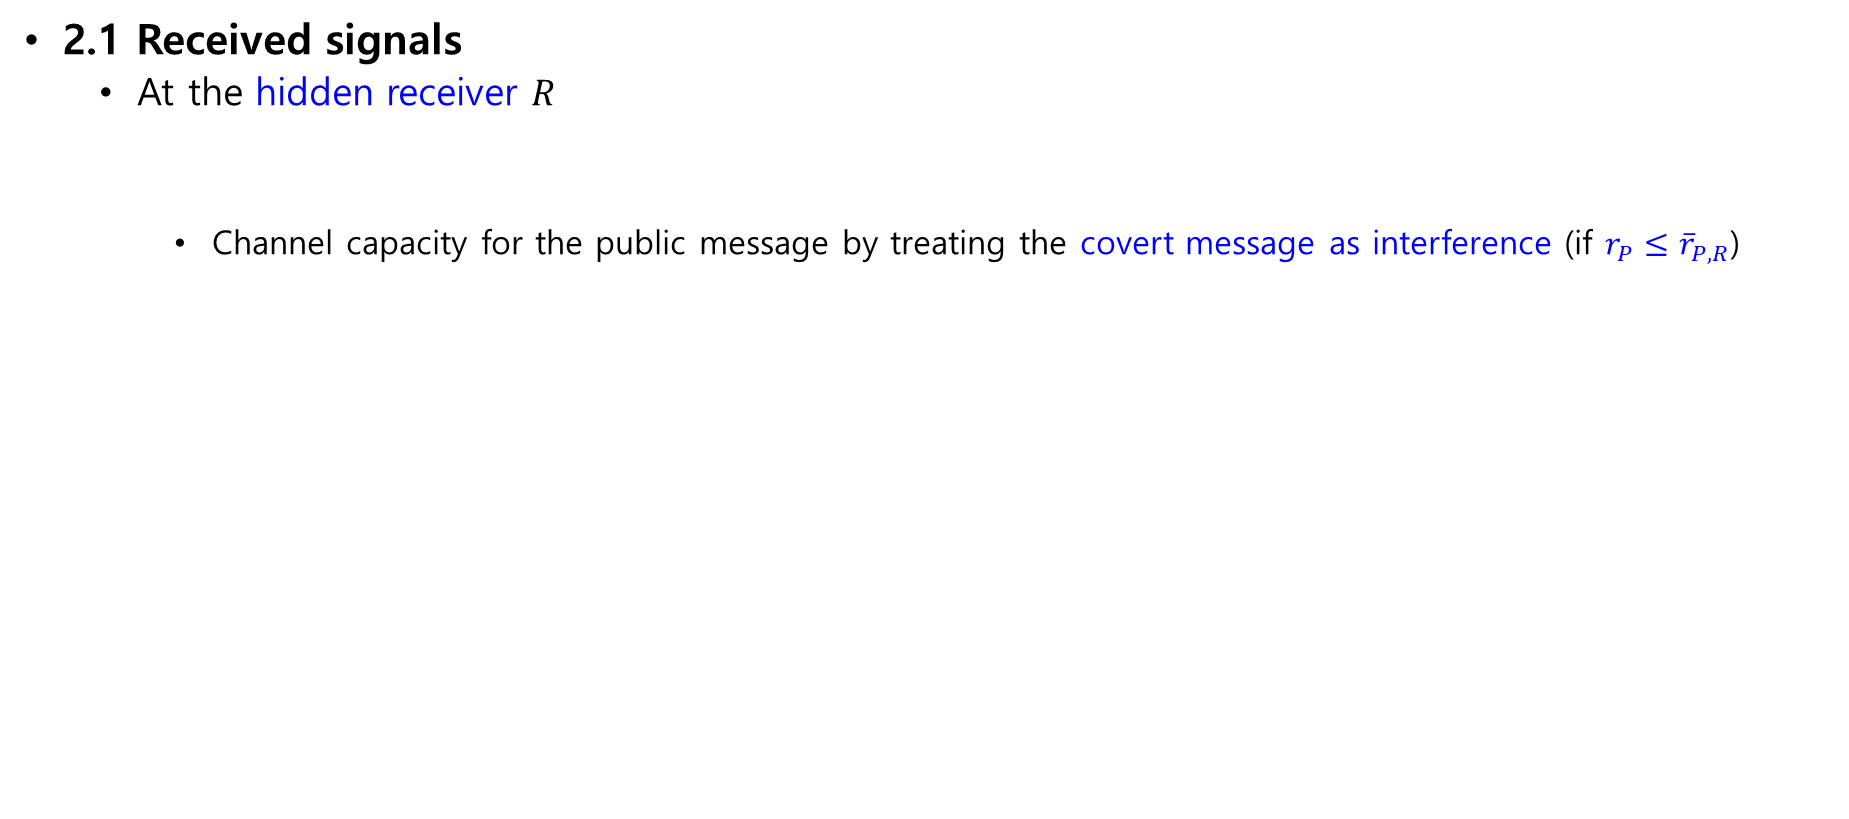 • 2.1 Received signals
• At the hidden receiver R
• Channel capacity for the public message by treating the covert message as interference (if r_P ≤ r̄_{P,R})